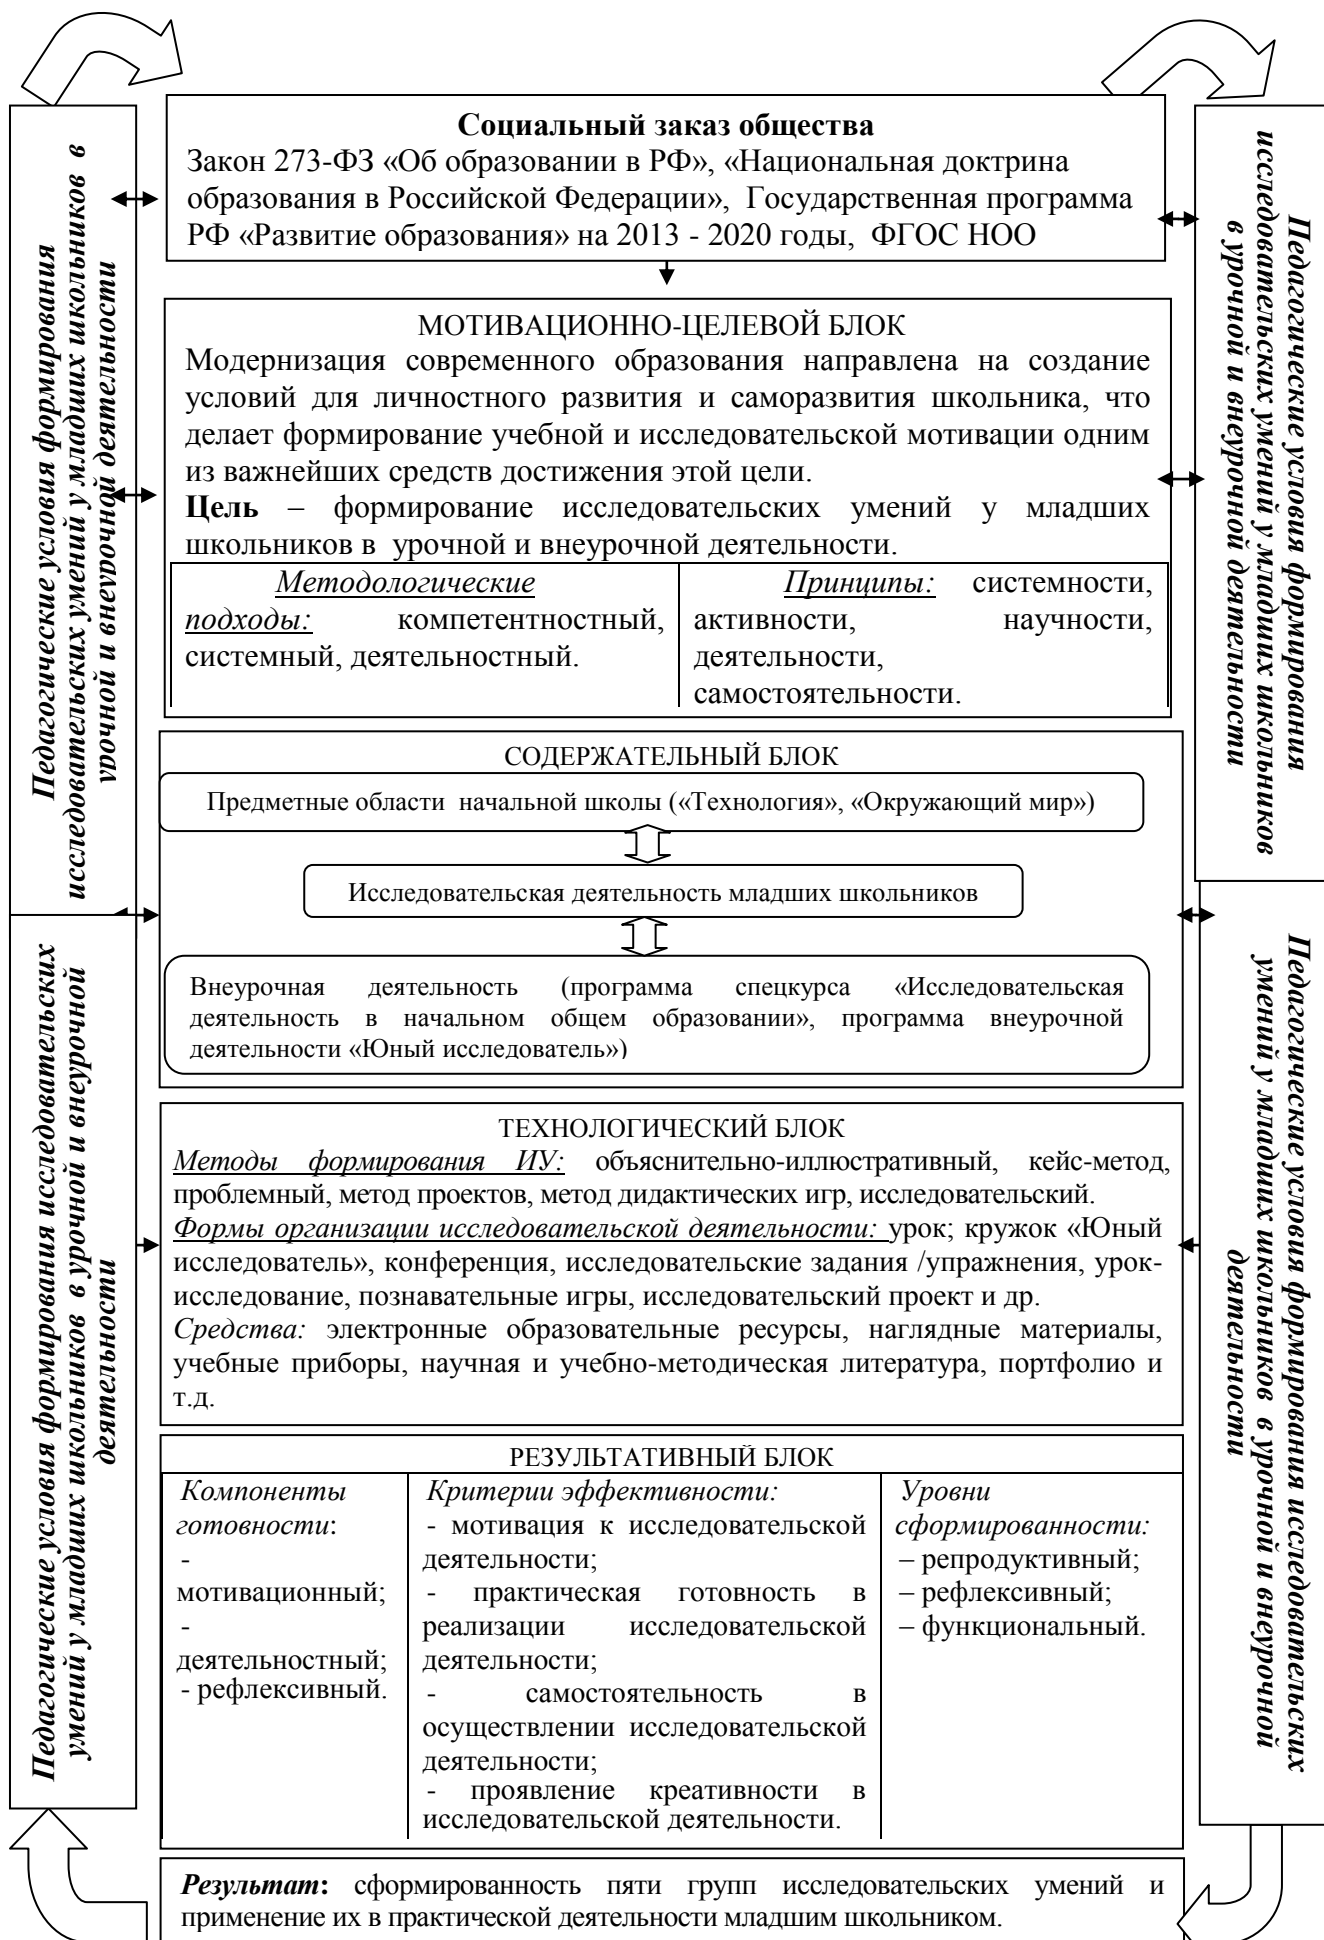 Социальный заказ общества
Закон 273-ФЗ «Об образовании в РФ», «Национальная доктрина
образования в Российской Федерации», Государственная программа
РФ «Развитие образования» на 2013 - 2020 годы, ФГОС НОО
Педагогические условия формирования
исследовательских умений у младших школьников в
урочной и внеурочной деятельности
Педагогические условия формирования
исследовательских умений у младших школьников
в урочной и внеурочной деятельности
МОТИВАЦИОННО-ЦЕЛЕВОЙ БЛОК
Модернизация современного образования направлена на создание
условий для личностного развития и саморазвития школьника, что
делает формирование учебной и исследовательской мотивации одним
из важнейших средств достижения этой цели.
Цель – формирование исследовательских умений у младших
школьников в урочной и внеурочной деятельности.
Методологические
подходы: компетентностный,
системный, деятельностный.
Принципы: системности,
активности, научности,
деятельности,
самостоятельности.
СОДЕРЖАТЕЛЬНЫЙ БЛОК
Предметные области начальной школы («Технология», «Окружающий мир»)
Исследовательская деятельность младших школьников
Внеурочная деятельность (программа спецкурса «Исследовательская
деятельность в начальном общем образовании», программа внеурочной
деятельности «Юный исследователь»)
Педагогические условия формирования исследовательских
умений у младших школьников в урочной и внеурочной
деятельности
Педагогические условия формирования исследовательских
умений у младших школьников в урочной и внеурочной
деятельности
ТЕХНОЛОГИЧЕСКИЙ БЛОК
Методы формирования ИУ: объяснительно-иллюстративный, кейс-метод,
проблемный, метод проектов, метод дидактических игр, исследовательский.
Формы организации исследовательской деятельности: урок; кружок «Юный
исследователь», конференция, исследовательские задания /упражнения, урок-
исследование, познавательные игры, исследовательский проект и др.
Средства: электронные образовательные ресурсы, наглядные материалы,
учебные приборы, научная и учебно-методическая литература, портфолио и
т.д.
РЕЗУЛЬТАТИВНЫЙ БЛОК
Компоненты
готовности:
-
мотивационный;
-
деятельностный;
- рефлексивный.
Критерии эффективности:
- мотивация к исследовательской
деятельности;
- практическая готовность в
реализации исследовательской
деятельности;
- самостоятельность в
осуществлении исследовательской
деятельности;
- проявление креативности в
исследовательской деятельности.
Уровни
сформированности:
– репродуктивный;
– рефлексивный;
– функциональный.
Результат: сформированность пяти групп исследовательских умений и
применение их в практической деятельности младшим школьником.